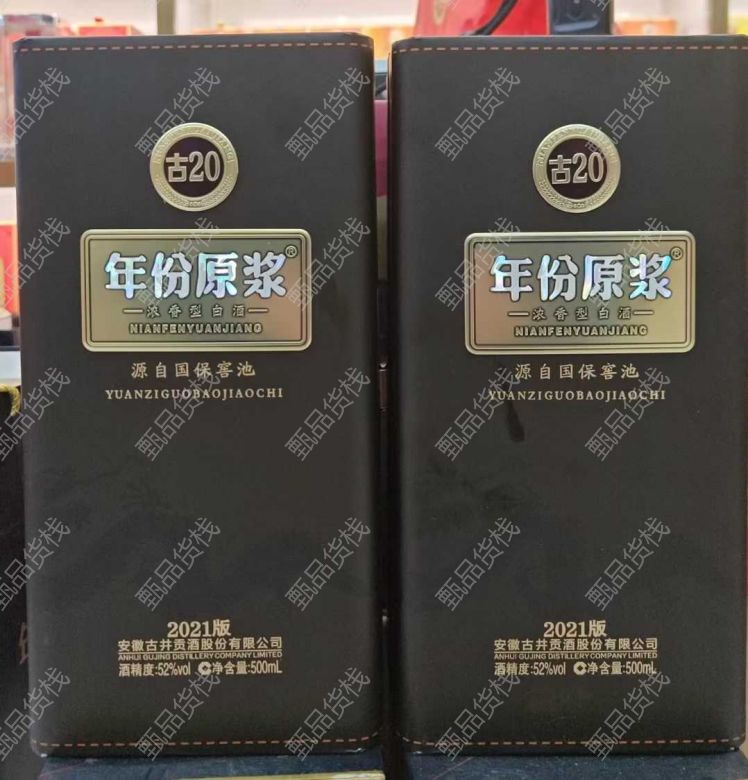 古20
年份原浆®
浓香型白酒
NIANFENYUANJIANG
源自国保窖池
YUANZIGUOBAOJIAOCHI
2021版
安徽古井贡酒股份有限公司
ANHUI GUJING DISTILLERY COMPANY LIMITED
酒精度:52%vol 净含量:500mL
古20
年份原浆®
浓香型白酒
NIANFENYUANJIANG
源自国保窖池
YUANZIGUOBAOJIAOCHI
2021版
安徽古井贡酒股份有限公司
ANHUI GUJING DISTILLERY COMPANY LIMITED
酒精度:52%vol 净含量:500mL
甄品货栈